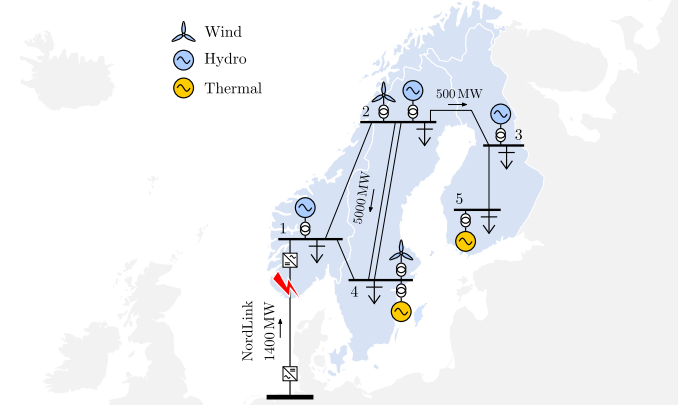 Wind
Hydro
Thermal
500 MW
2
3
5000 MW
5
1
4
NordLink
1400 MW